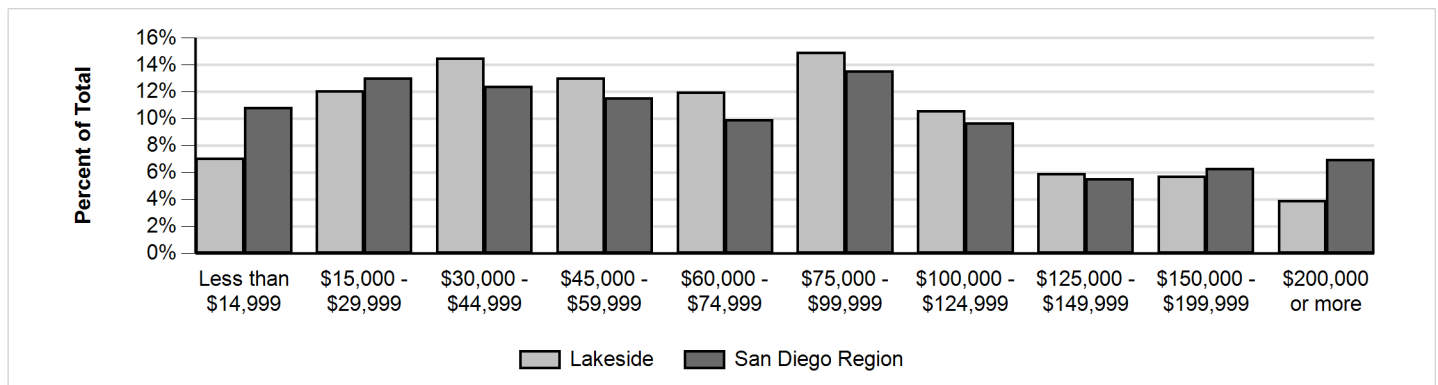 16%
14%
12%
10%
8%
6%
4%
2%
0%
Percent of Total
Less than $15,000 - $30,000 - $45,000 - $60,000 - $75,000 - $100,000 - $125,000 - $150,000 - $200,000
$14,999 $29,999 $44,999 $59,999 $74,999 $99,999 $124,999 $149,999 $199,999 or more
Lakeside San Diego Region